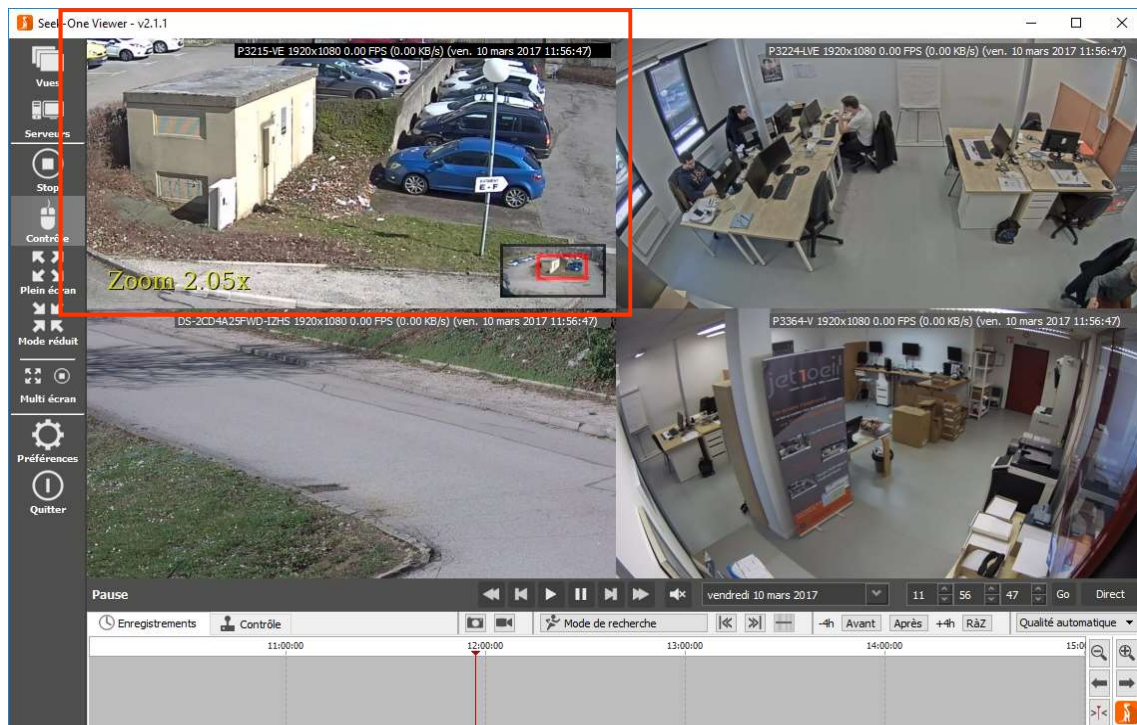 Seek-One Viewer - v2.1.1
Vues
Serveurs
Stop
Contrôle
Plein écran
Mode réduit
Multi écran
Préférences
Quitter
P3215-VE 1920x1080 0.00 FPS (0.00 KB/s) (ven. 10 mars 2017 11:56:47)
E-F
Zoom 2.05x
P3224-LVE 1920x1080 0.00 FPS (0.00 KB/s) (ven. 10 mars 2017 11:56:47)
DS-2CD4A25FWD-IZHS 1920x1080 0.00 FPS (0.00 KB/s) (ven. 10 mars 2017 11:56:47)
P3364-V 1920x1080 0.00 FPS (0.00 KB/s) (ven. 10 mars 2017 11:56:47)
jet1oeil
Pause
vendredi 10 mars 2017
11 56 47 Go Direct
Enregistrements Contrôle Mode de recherche -4h Avant Après +4h RàZ Qualité automatique
11:00:00 12:00:00 13:00:00 14:00:00 15:0